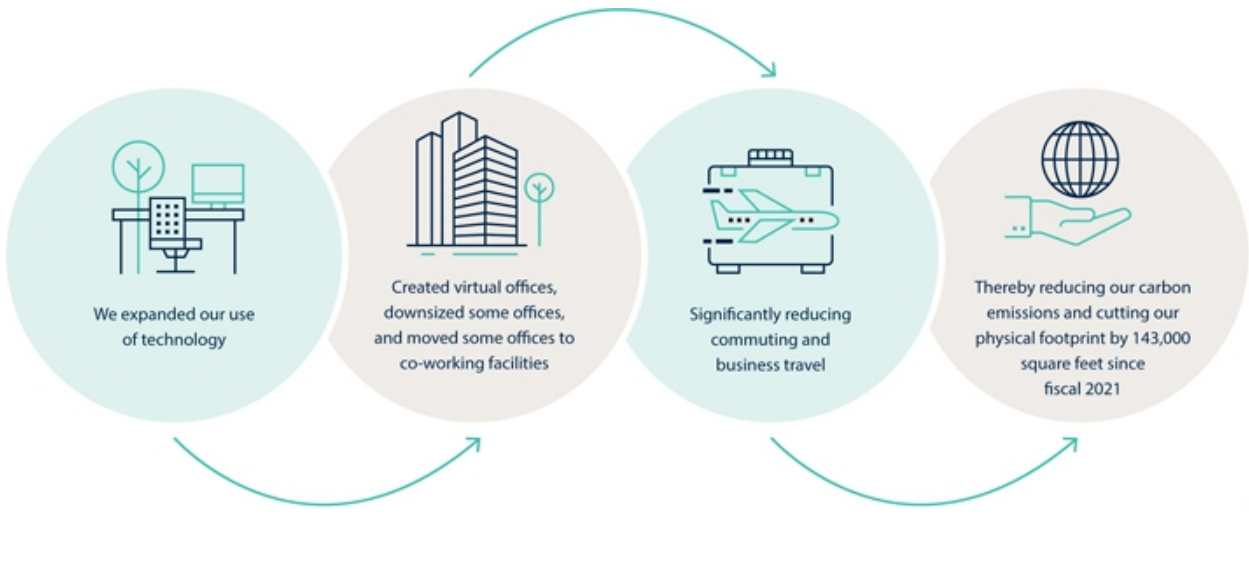 We expanded our use
of technology
Created virtual offices,
downsized some offices,
and moved some offices to
co-working facilities
Significantly reducing
commuting and
business travel
Thereby reducing our carbon
emissions and cutting our
physical footprint by 143,000
square feet since
fiscal 2021